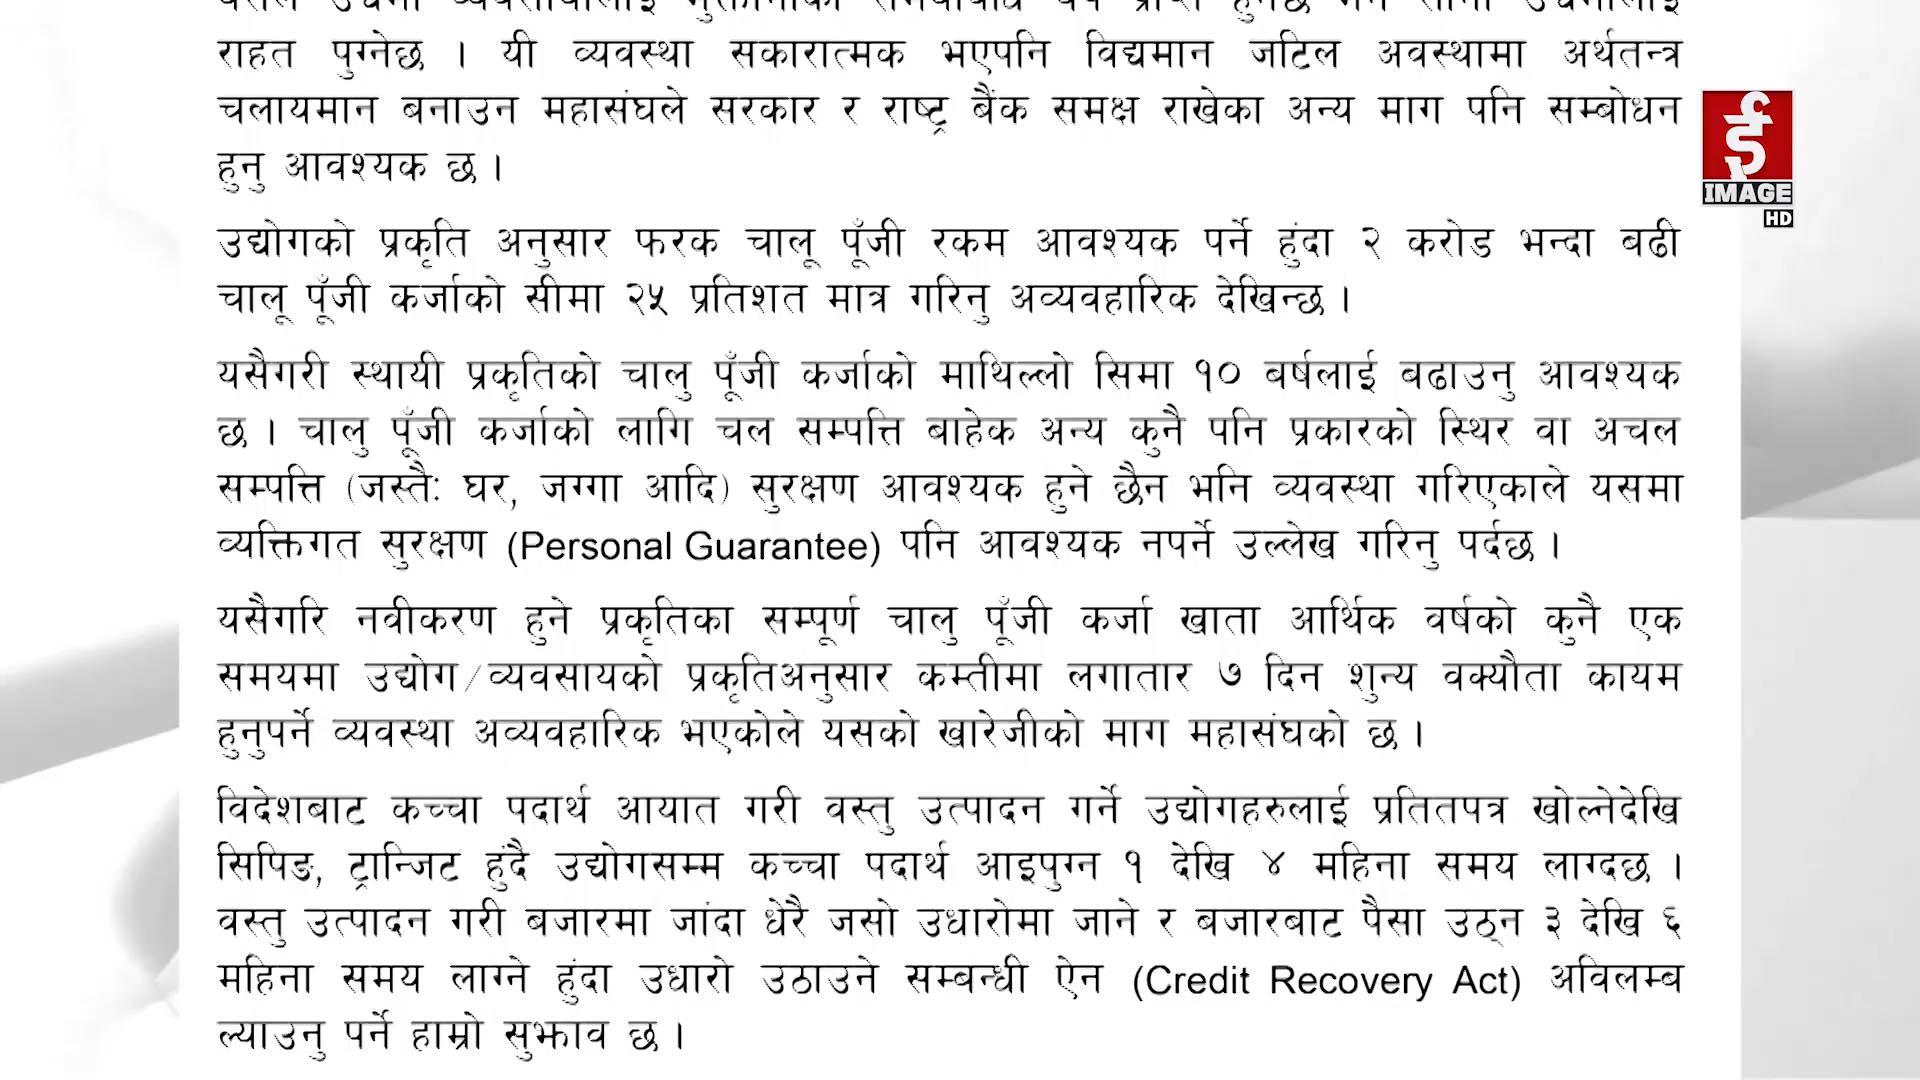 राहत पुग्नेछ । यी व्यवस्था सकारात्मक भएपनि विद्यमान जटिल अवस्थामा अर्थतन्त्र
चलायमान बनाउन महासंघले सरकार र राष्ट्र बैंक समक्ष राखेका अन्य माग पनि सम्बोधन
हुनु आवश्यक छ ।
उद्योगको प्रकृति अनुसार फरक चालू पूँजी रकम आवश्यक पर्ने हुंदा २ करोड भन्दा बढी
चालू पूँजी कर्जाको सीमा २५ प्रतिशत मात्र गरिनु अव्यवहारिक देखिन्छ ।
यसैगरी स्थायी प्रकृतिको चालु पूँजी कर्जाको माथिल्लो सिमा १० बर्षलाई बढाउनु आवश्यक
छ । चालु पूँजी कर्जाको लागि चल सम्पत्ति बाहेक अन्य कुनै पनि प्रकारको स्थिर वा अचल
सम्पत्ति (जस्तैः घर, जग्गा आदि) सुरक्षण आवश्यक हुने छैन भनि व्यवस्था गरिएकाले यसमा
व्यक्तिगत सुरक्षण (Personal Guarantee) पनि आवश्यक नपर्ने उल्लेख गरिनु पर्दछ ।
यसैगरि नवीकरण हुने प्रकृतिका सम्पूर्ण चालु पूँजी कर्जा खाता आर्थिक वर्षको कुनै एक
समयमा उद्योग/व्यवसायको प्रकृतिअनुसार कम्तीमा लगातार ७ दिन शुन्य वक्यौता कायम
हुनुपर्ने व्यवस्था अव्यवहारिक भएकोले यसको खारेजीको माग महासंघको छ ।
विदेशबाट कच्चा पदार्थ आयात गरी वस्तु उत्पादन गर्ने उद्योगहरुलाई प्रतितपत्र खोल्नेदेखि
सिपिङ, ट्रान्जिट हुंदै उद्योगसम्म कच्चा पदार्थ आइपुग्न १ देखि ४ महिना समय लाग्दछ ।
वस्तु उत्पादन गरी बजारमा जांदा धेरै जसो उधारोमा जाने र बजारबाट पैसा उठ्न ३ देखि ६
महिना समय लाग्ने हुंदा उधारो उठाउने सम्बन्धी ऐन (Credit Recovery Act) अविलम्ब
ल्याउनु पर्ने हाम्रो सुझाव छ ।
IMAGE
HD